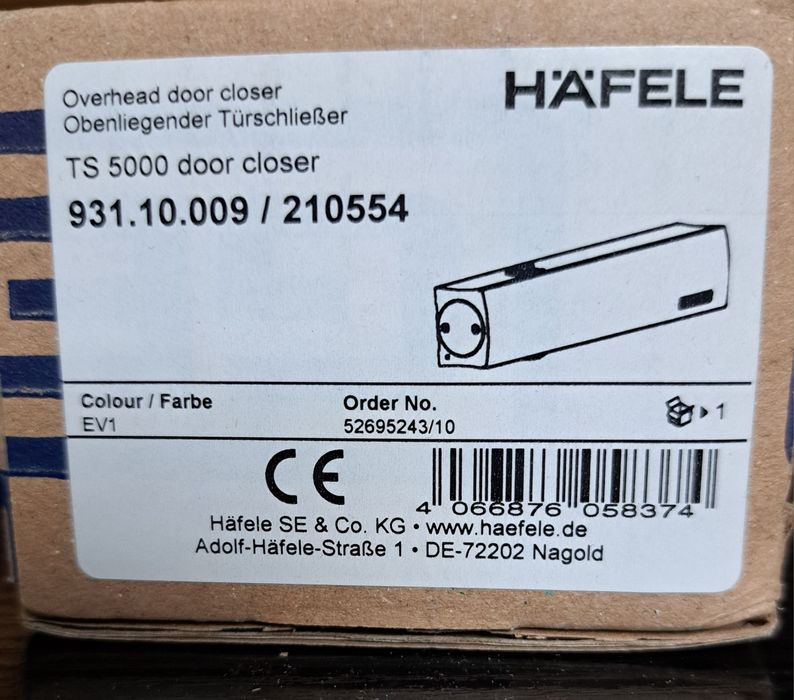 HÄFELE
Overhead door closer
Obenliegender Türschließer
TS 5000 door closer
931.10.009 / 210554
Colour / Farbe
EV1
Order No.
52695243/10
1
CE
4 066876 058374
Häfele SE & Co. KG • www.haefele.de
Adolf-Häfele-Straße 1 • DE-72202 Nagold